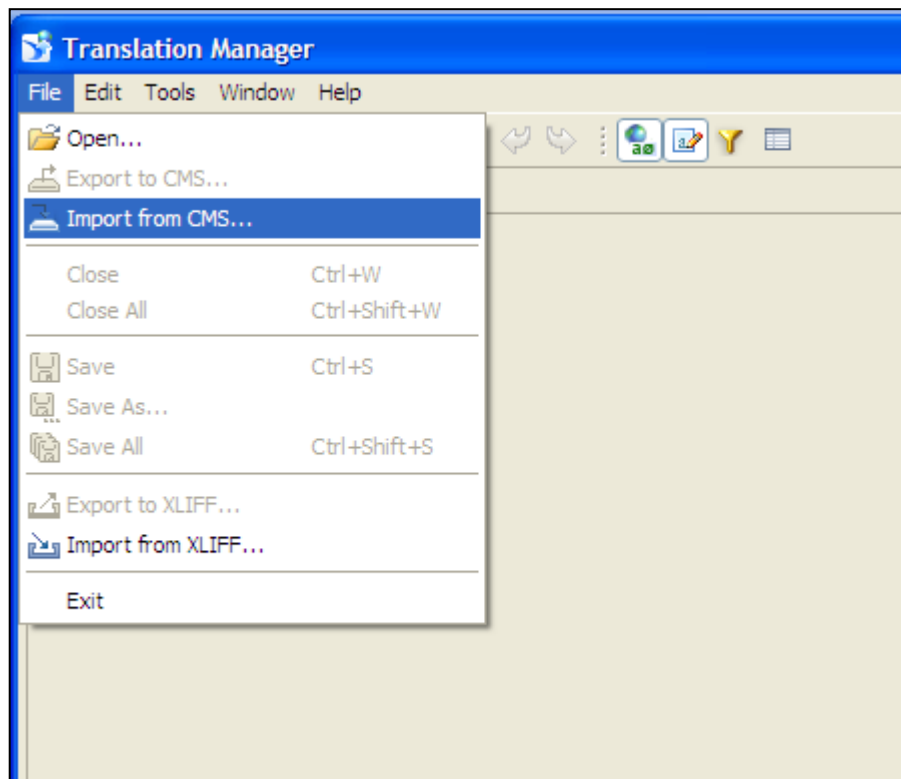 Translation Manager
File Edit Tools Window Help
Open...
Export to CMS...
Import from CMS...
Close Ctrl+W
Close All Ctrl+Shift+W
Save Ctrl+S
Save As...
Save All Ctrl+Shift+S
Export to XLIFF...
Import from XLIFF...
Exit